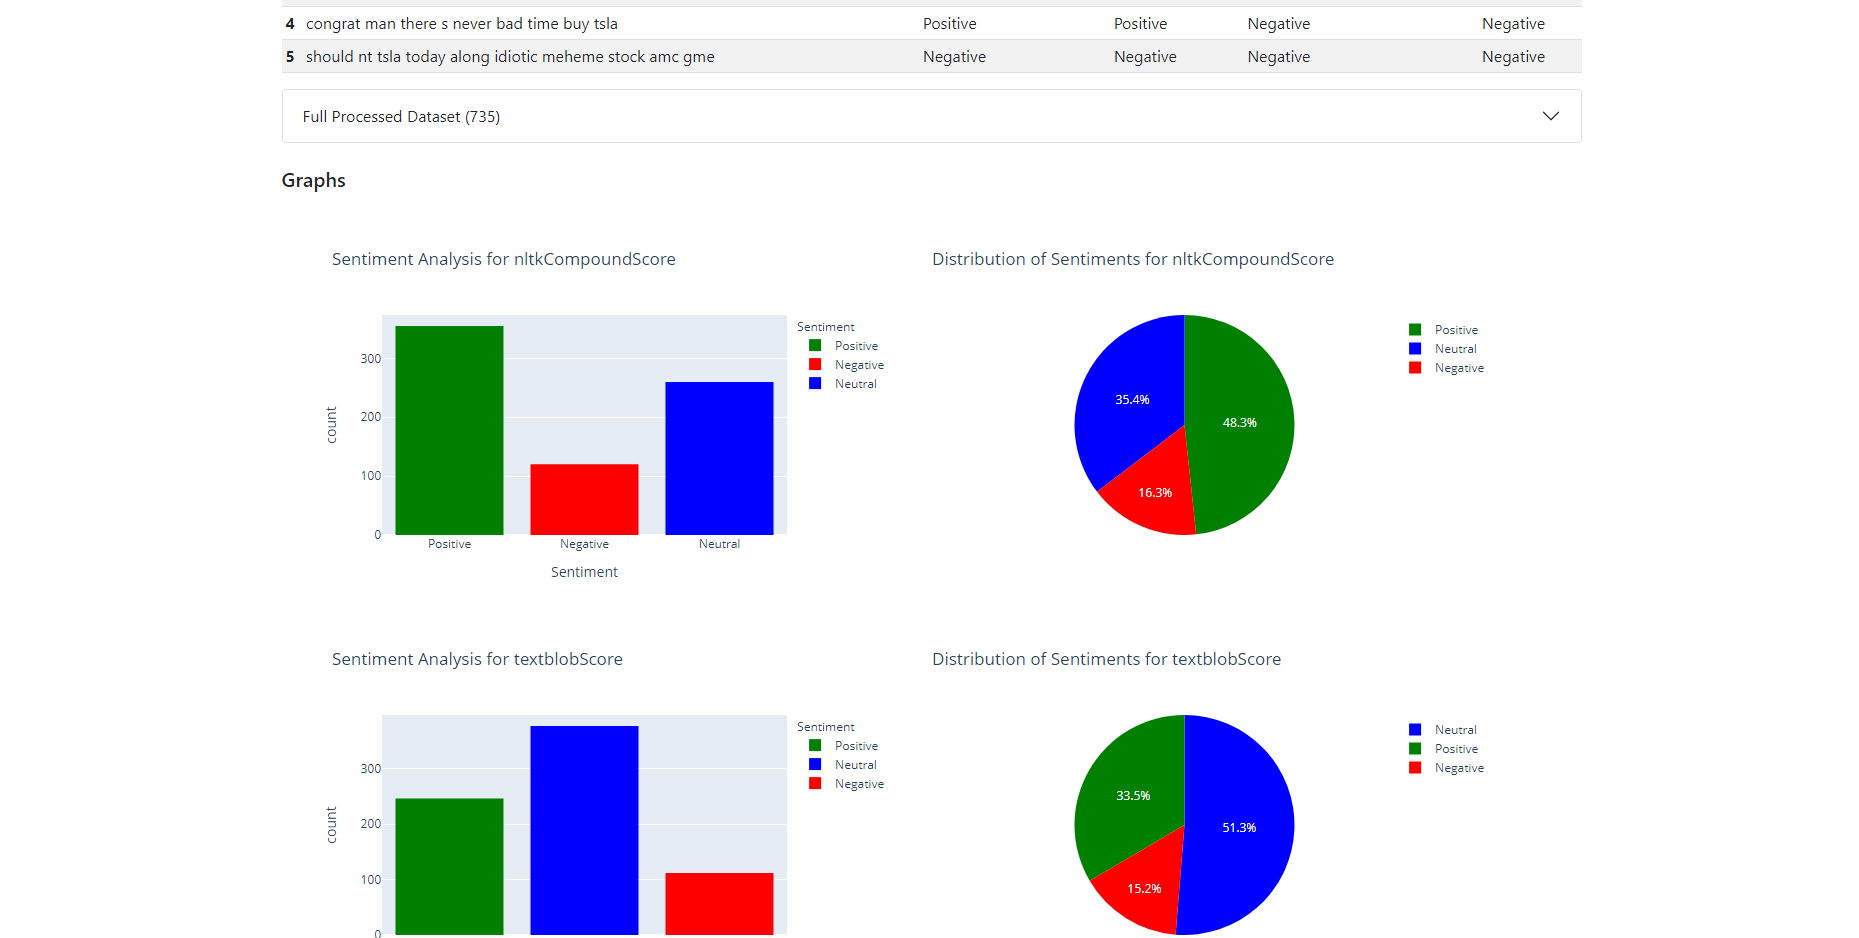 4 congrat man there s never bad time buy tsla Positive Positive Negative Negative
5 should nt tsla today along idiotic meheme stock amc gme Negative Negative Negative Negative
Full Processed Dataset (735)
Graphs
Sentiment Analysis for nltkCompoundScore
300
200
100
0
count
Positive Negative Neutral
Sentiment
Sentiment
Positive
Negative
Neutral
Distribution of Sentiments for nltkCompoundScore
35.4%
48.3%
16.3%
Positive
Neutral
Negative
Sentiment Analysis for textblobScore
300
200
100
0
count
Sentiment
Positive
Neutral
Negative
Distribution of Sentiments for textblobScore
33.5%
51.3%
15.2%
Neutral
Positive
Negative